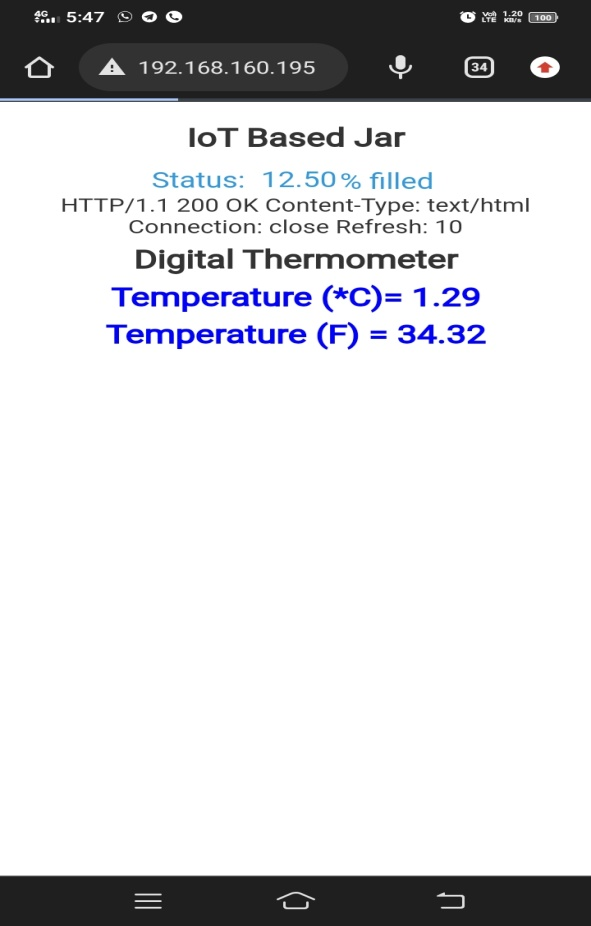 4G 5:47 Vo) LTE 1.20 KB/s 100
192.168.160.195 34
IoT Based Jar
Status: 12.50% filled
HTTP/1.1 200 OK Content-Type: text/html
Connection: close Refresh: 10
Digital Thermometer
Temperature (*C)= 1.29
Temperature (F) = 34.32